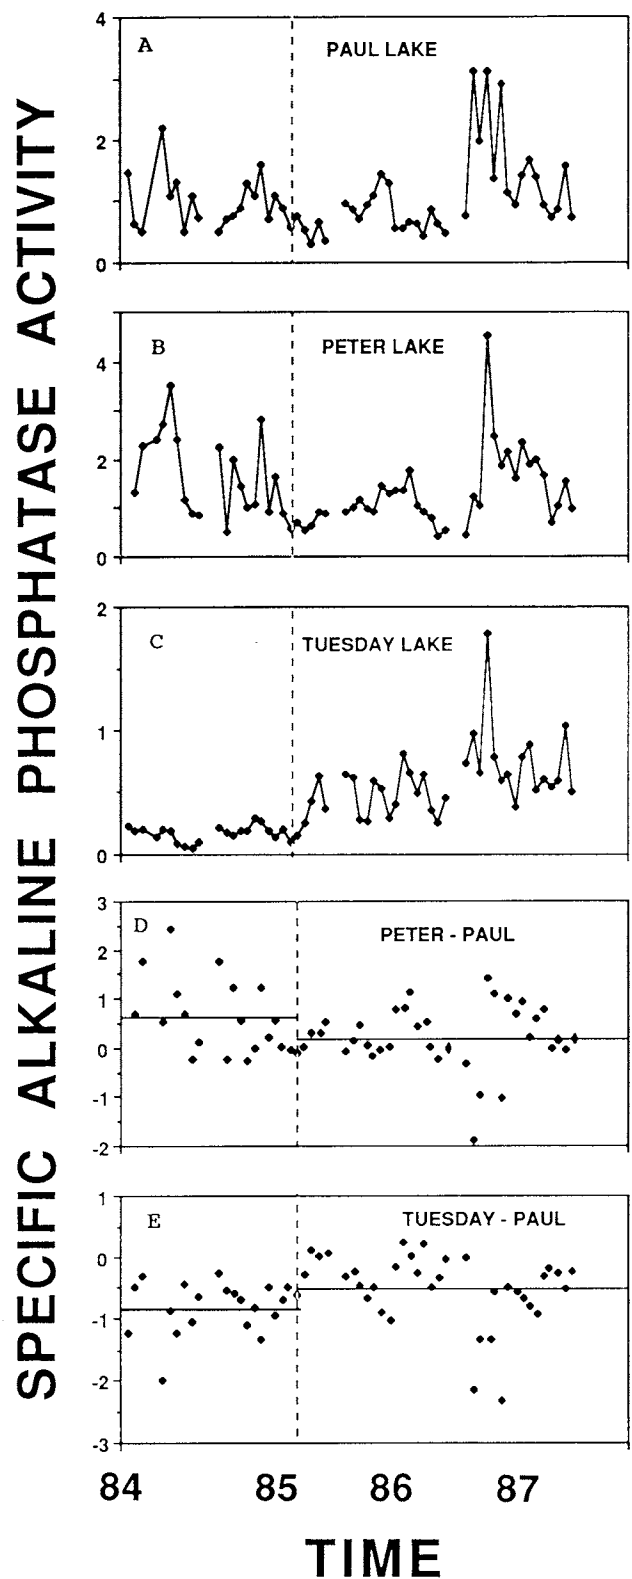 SPECIFIC ALKALINE PHOSPHATASE ACTIVITY
A
PAUL LAKE
4
2
0
B
PETER LAKE
4
2
0
C
TUESDAY LAKE
2
1
0
D
PETER - PAUL
3
2
1
0
-1
-2
E
TUESDAY - PAUL
1
0
-1
-2
-3
84 85 86 87
TIME